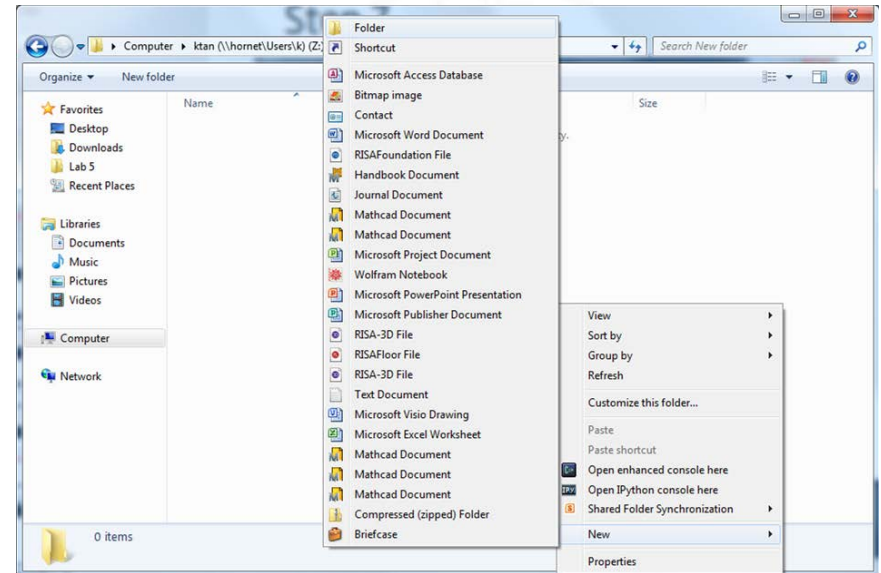 Step 7
Computer ▸ ktan (\\hornet\Users\k) (Z:)
Search New folder
Organize
New folder
Name
Size
y.
Favorites
Desktop
Downloads
Lab 5
Recent Places
Libraries
Documents
Music
Pictures
Videos
Computer
Network
0 items
Folder
Shortcut
Microsoft Access Database
Bitmap image
Contact
Microsoft Word Document
RISAFoundation File
Handbook Document
Journal Document
Mathcad Document
Mathcad Document
Microsoft Project Document
Wolfram Notebook
Microsoft PowerPoint Presentation
Microsoft Publisher Document
RISA-3D File
RISAFloor File
RISA-3D File
Text Document
Microsoft Visio Drawing
Microsoft Excel Worksheet
Mathcad Document
Mathcad Document
Mathcad Document
Compressed (zipped) Folder
Briefcase
View
Sort by
Group by
Refresh
Customize this folder...
Paste
Paste shortcut
Open enhanced console here
Open IPython console here
Shared Folder Synchronization
New
Properties